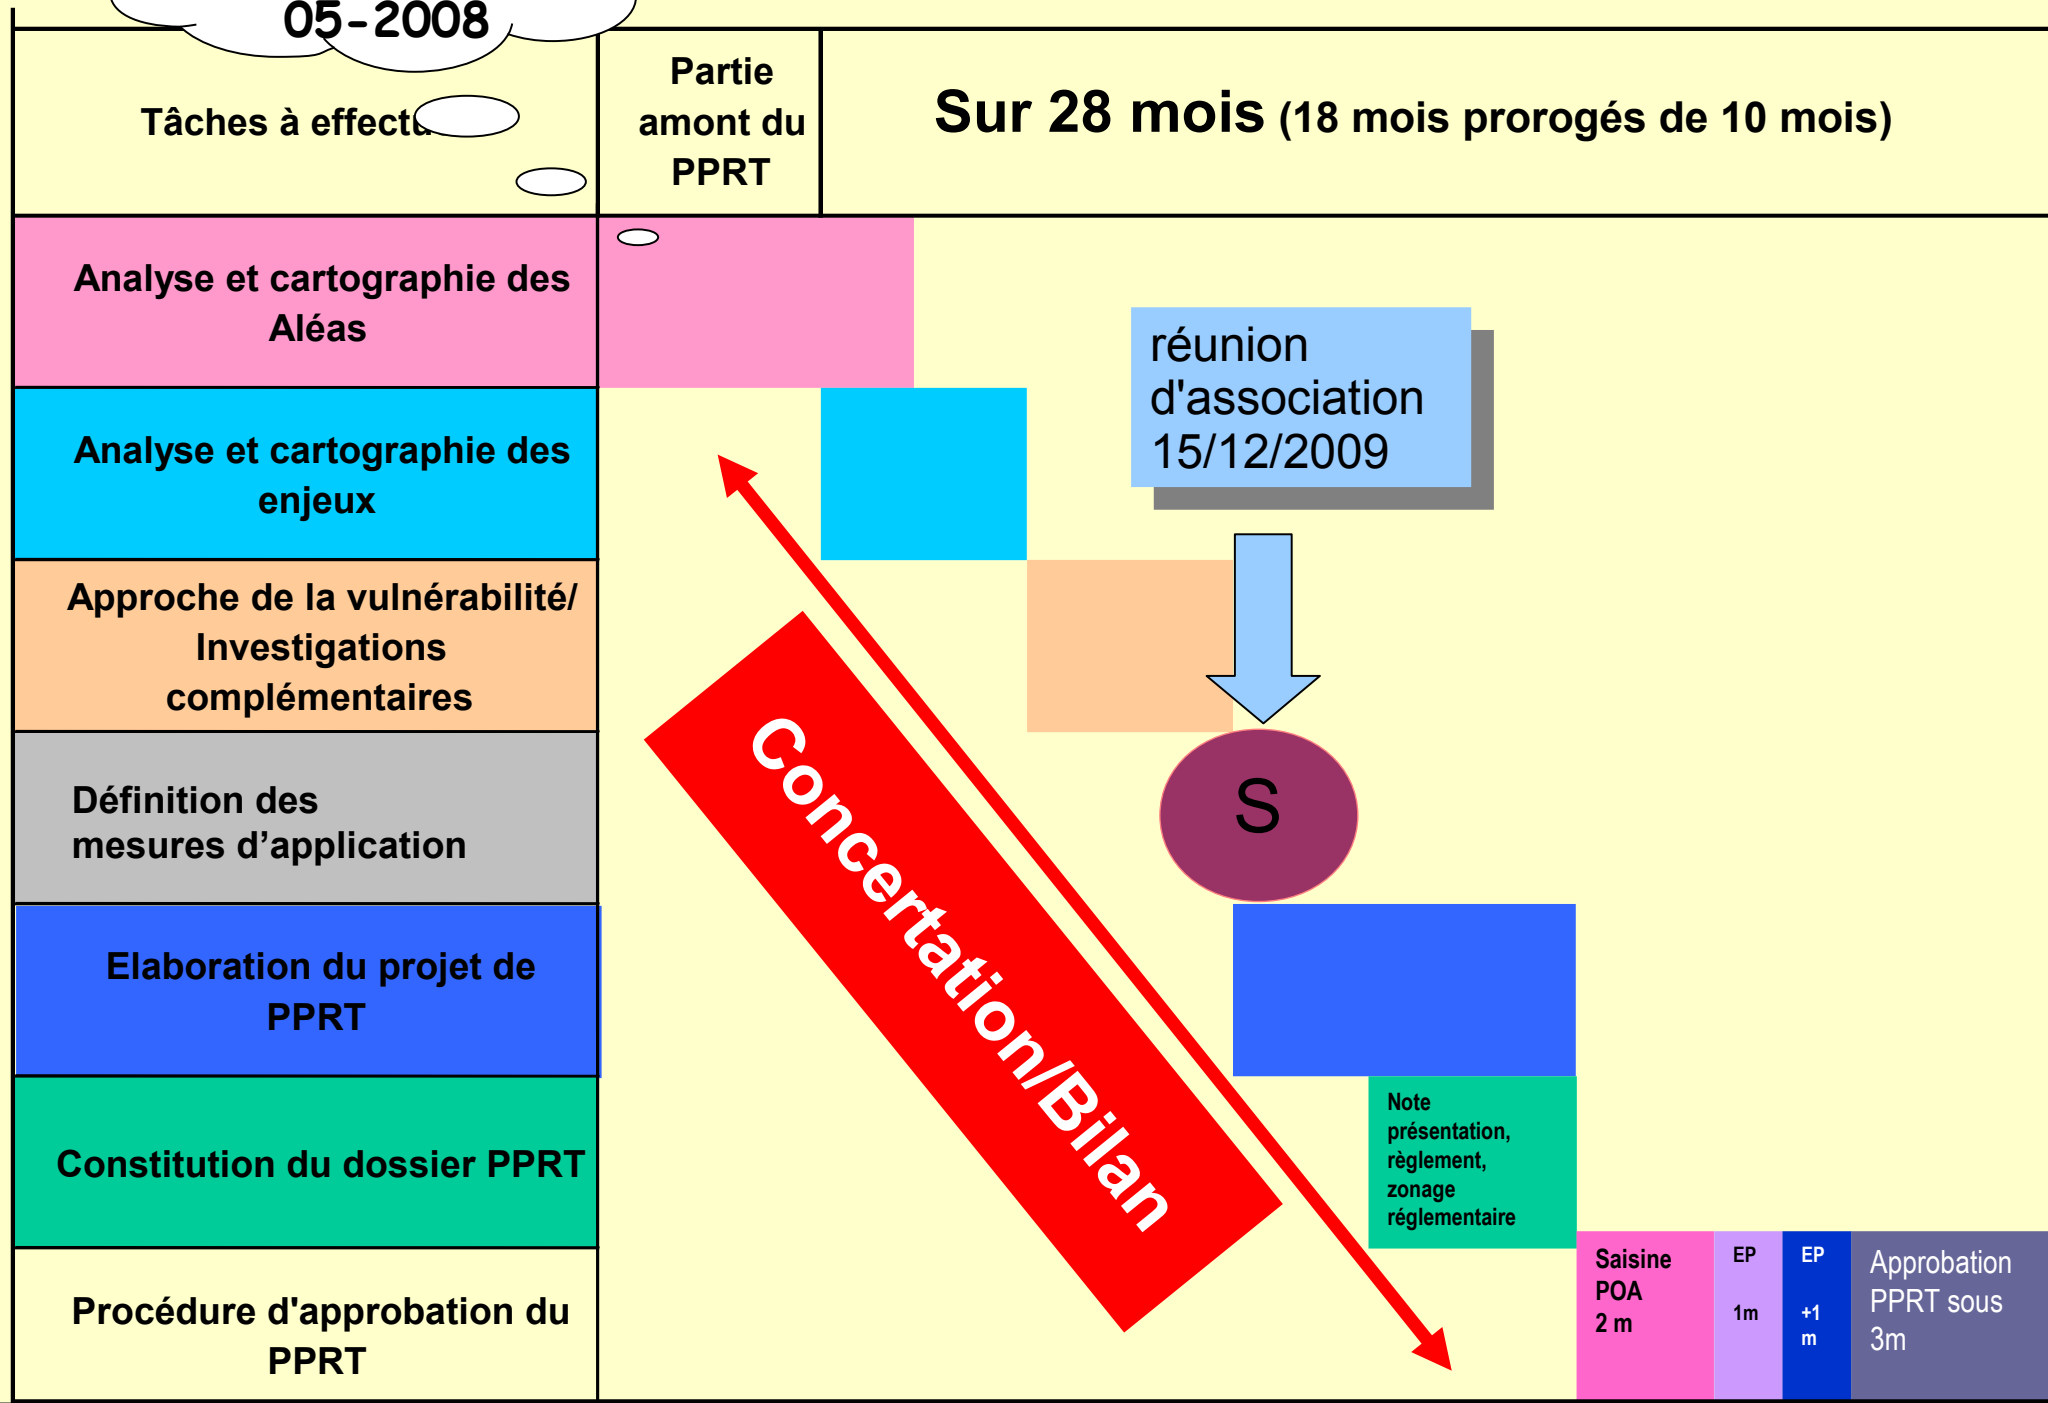 05-2008
Tâches à effectu
Partie
amont du
PPRT
Sur 28 mois (18 mois prorogés de 10 mois)
Analyse et cartographie des
Aléas
réunion
d'association
15/12/2009
Analyse et cartographie des
enjeux
Approche de la vulnérabilité/
Investigations
complémentaires
Définition des
mesures d’application
S
Concertation/Bilan
Elaboration du projet de
PPRT
Constitution du dossier PPRT
Note
présentation,
règlement,
zonage
réglementaire
Procédure d'approbation du
PPRT
Saisine
POA
2 m
EP
1m
EP
+1
m
Approbation
PPRT sous
3m